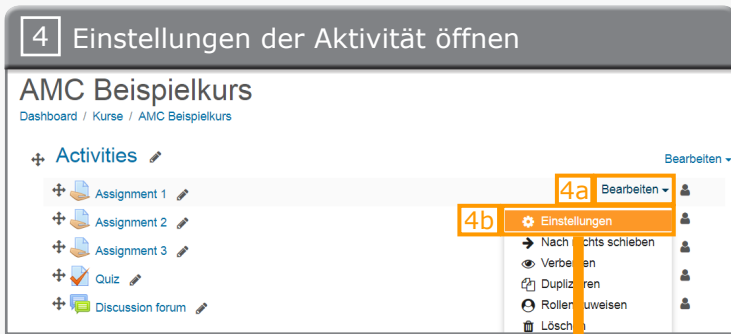 4 Einstellungen der Aktivität öffnen
AMC Beispielkurs
Dashboard / Kurse / AMC Beispielkurs
Activities
Bearbeiten
Assignment 1
4a Bearbeiten
Assignment 2
4b Einstellungen
Assignment 3
Nach rechts schieben
Verbergen
Quiz
Duplizieren
Discussion forum
Rollen zuweisen
Löschen